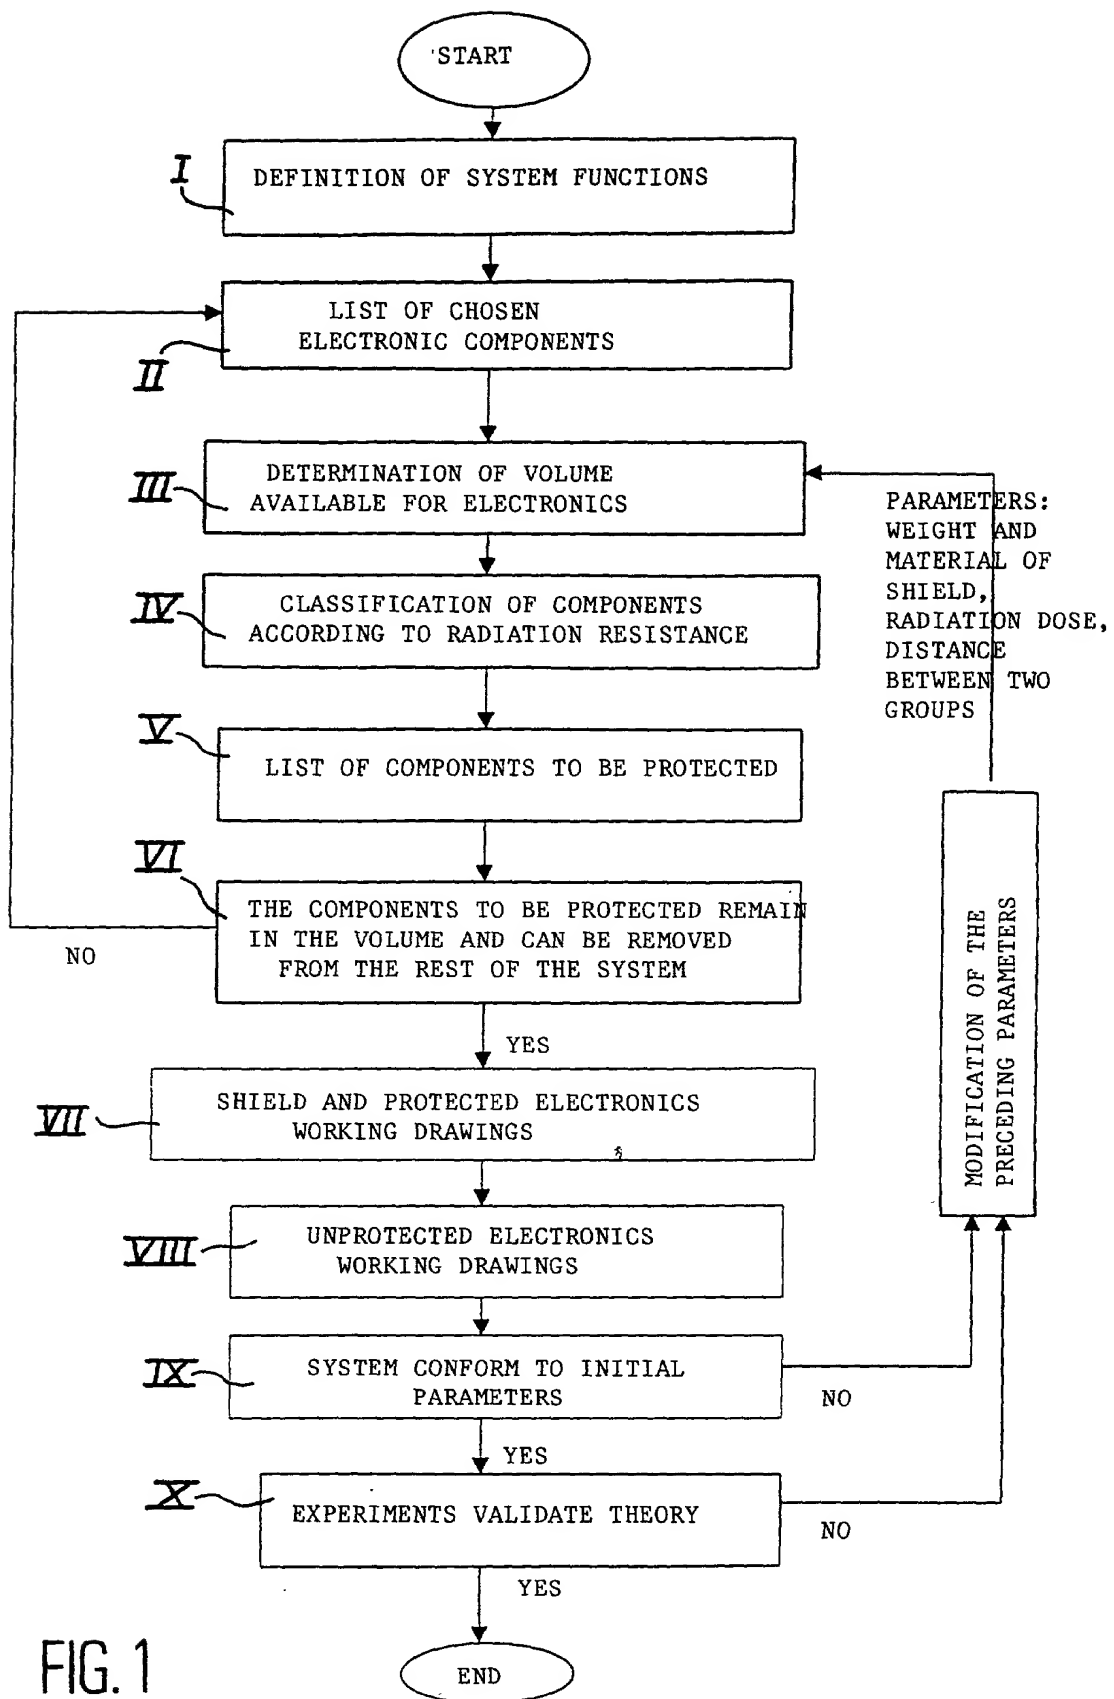 START
I
DEFINITION OF SYSTEM FUNCTIONS
LIST OF CHOSEN
ELECTRONIC COMPONENTS
II
III
DETERMINATION OF VOLUME
AVAILABLE FOR ELECTRONICS
PARAMETERS:
WEIGHT AND
MATERIAL OF
SHIELD,
RADIATION DOSE,
DISTANCE
BETWEEN TWO
GROUPS
IV
CLASSIFICATION OF COMPONENTS
ACCORDING TO RADIATION RESISTANCE
V
LIST OF COMPONENTS TO BE PROTECTED
VI
THE COMPONENTS TO BE PROTECTED REMAIN
IN THE VOLUME AND CAN BE REMOVED
FROM THE REST OF THE SYSTEM
NO
YES
MODIFICATION OF THE
PRECEDING PARAMETERS
VII
SHIELD AND PROTECTED ELECTRONICS
WORKING DRAWINGS
VIII
UNPROTECTED ELECTRONICS
WORKING DRAWINGS
IX
SYSTEM CONFORM TO INITIAL
PARAMETERS
NO
YES
X
EXPERIMENTS VALIDATE THEORY
NO
YES
END
FIG. 1